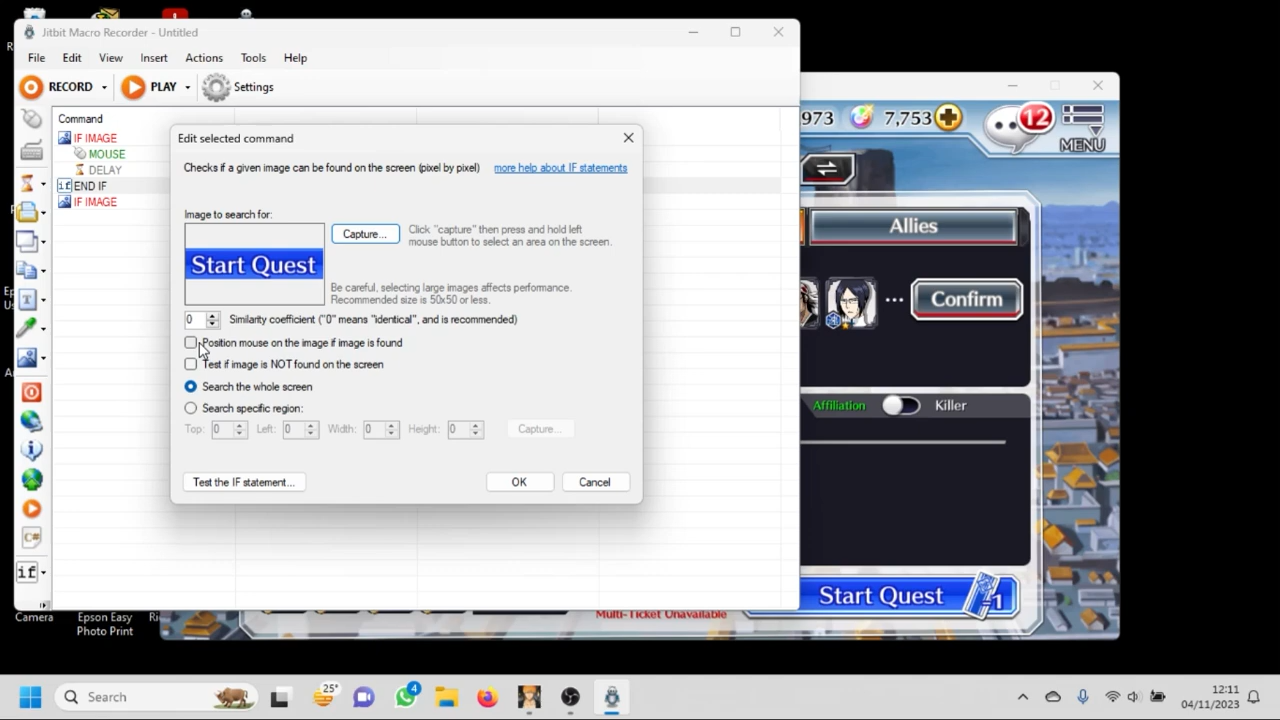 Jitbit Macro Recorder - Untitled
File Edit View Insert Actions Tools Help
RECORD PLAY Settings
Command
IF IMAGE
MOUSE
DELAY
END IF
IF IMAGE
Edit selected command
Checks if a given image can be found on the screen (pixel by pixel) more help about IF statements
Image to search for:
Capture... Click "capture" then press and hold left
mouse button to select an area on the screen.
Start Quest
Be careful, selecting large images affects performance.
Recommended size is 50x50 or less.
0 Similarity coefficient ("0" means "identical", and is recommended)
Position mouse on the image if image is found
Test if image is NOT found on the screen
Search the whole screen
Search specific region:
Top: 0 Left: 0 Width: 0 Height: 0 Capture...
Test the IF statement... OK Cancel
C#
if
973 7,753 12
MENU
Allies
Confirm
Affiliation Killer
Start Quest -1
Multi-Ticket Unavailable
Camera
Epson Easy
Photo Print
Search
25°
4
12:11
04/11/2023